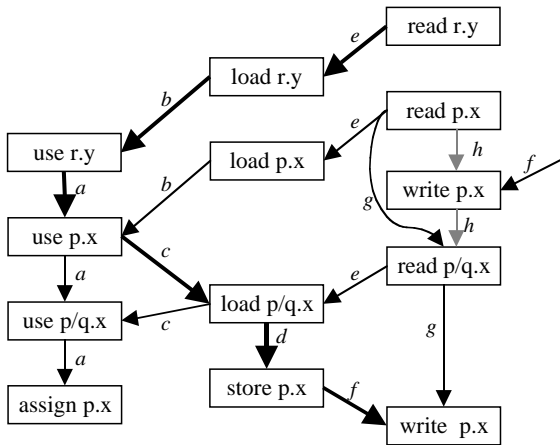 read r.y
e
load r.y
b
read p.x
e
use r.y
load p.x
h
f
a
b
write p.x
g
h
use p.x
c
read p/q.x
a
e
load p/q.x
use p/q.x
c
d
g
a
store p.x
f
assign p.x
write p.x